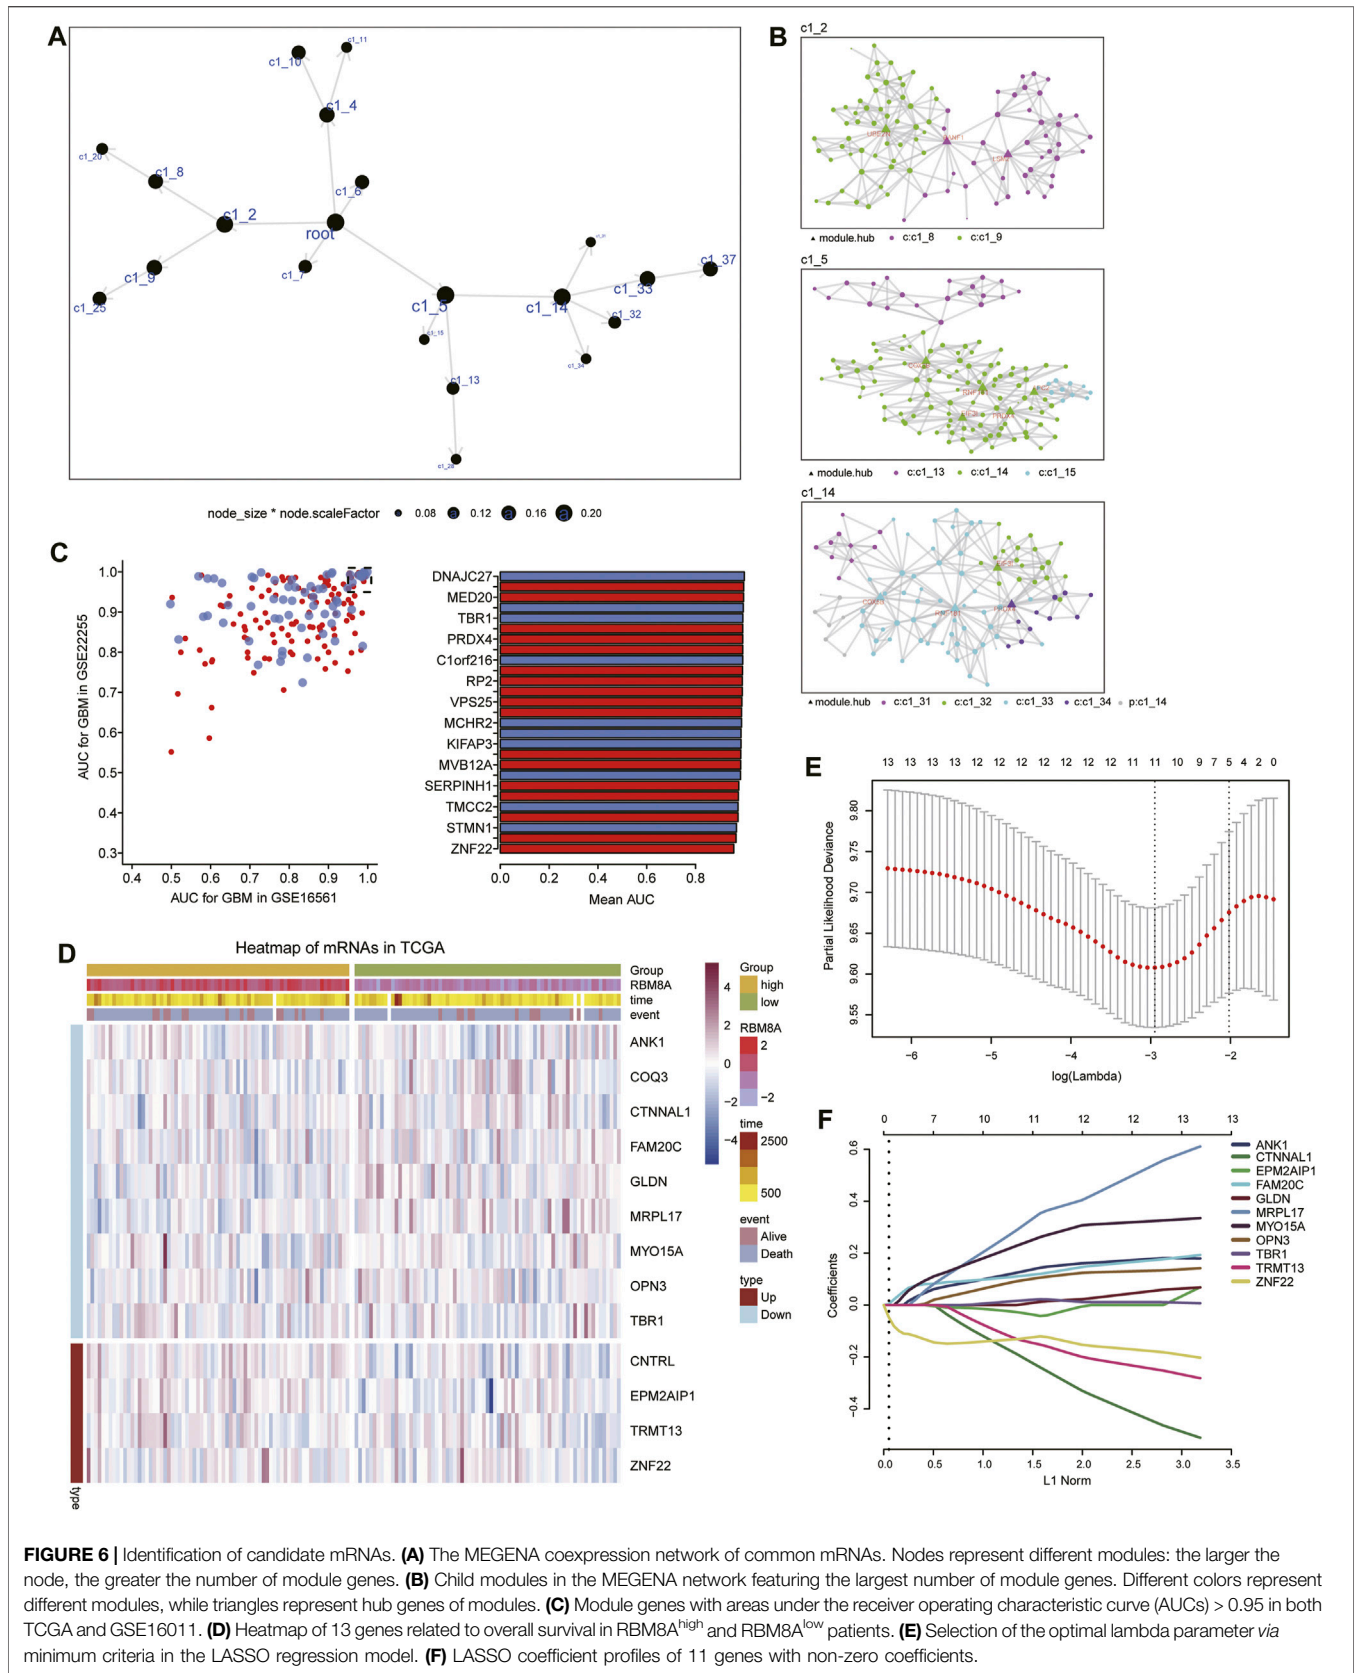 A
c1_11
c1_10
c1_4
c1_20
c1_8
c1_6
c1_2
root
c1_9
c1_7
c1_25
c1_5
c1_14
c1_33
c1_37
c1_32
c1_15
c1_34
c1_13
node_size * node.scaleFactor
0.08
a 0.12
a 0.16
a 0.20
B
c1_2
▲ module.hub c:c1_8 c:c1_9
c1_5
▲ module.hub c:c1_13 c:c1_14 c:c1_15
c1_14
▲ module.hub c:c1_31 c:c1_32 c:c1_33 c:c1_34 p:c1_14
C
AUC for GBM in GSE22255
1.0
0.9
0.8
0.7
0.6
0.5
0.4
0.3
0.4 0.5 0.6 0.7 0.8 0.9 1.0
AUC for GBM in GSE16561
DNAJC27
MED20
TBR1
PRDX4
C1orf216
RP2
VPS25
MCHR2
KIFAP3
MVB12A
SERPINH1
TMCC2
STMN1
ZNF22
0.0 0.2 0.4 0.6 0.8
Mean AUC
D
Heatmap of mRNAs in TCGA
Group
RBM8A
time
event
ANK1
COQ3
CTNNAL1
FAM20C
GLDN
MRPL17
MYO15A
OPN3
TBR1
CNTRL
EPM2AIP1
TRMT13
ZNF22
type
4
2
0
−2
−4
Group
high
low
RBM8A
2
−2
time
2500
500
event
Alive
Death
type
Up
Down
E
13 13 13 13 12 12 12 12 12 12 12 11 11 11 10 9 7 5 4 2 0
Partial Likelihood Deviance
9.80
9.75
9.70
9.65
9.60
9.55
−6 −5 −4 −3 −2
log(Lambda)
F
0 7 10 11 12 12 13 13
Coefficients
0.6
0.4
0.2
0.0
−0.2
−0.4
0.0 0.5 1.0 1.5 2.0 2.5 3.0 3.5
L1 Norm
ANK1
CTNNAL1
EPM2AIP1
FAM20C
GLDN
MRPL17
MYO15A
OPN3
TBR1
TRMT13
ZNF22
FIGURE 6 | Identification of candidate mRNAs. (A) The MEGENA coexpression network of common mRNAs. Nodes represent different modules: the larger the
node, the greater the number of module genes. (B) Child modules in the MEGENA network featuring the largest number of module genes. Different colors represent
different modules, while triangles represent hub genes of modules. (C) Module genes with areas under the receiver operating characteristic curve (AUCs) > 0.95 in both
TCGA and GSE16011. (D) Heatmap of 13 genes related to overall survival in RBM8Ahigh and RBM8Alow patients. (E) Selection of the optimal lambda parameter via
minimum criteria in the LASSO regression model. (F) LASSO coefficient profiles of 11 genes with non-zero coefficients.